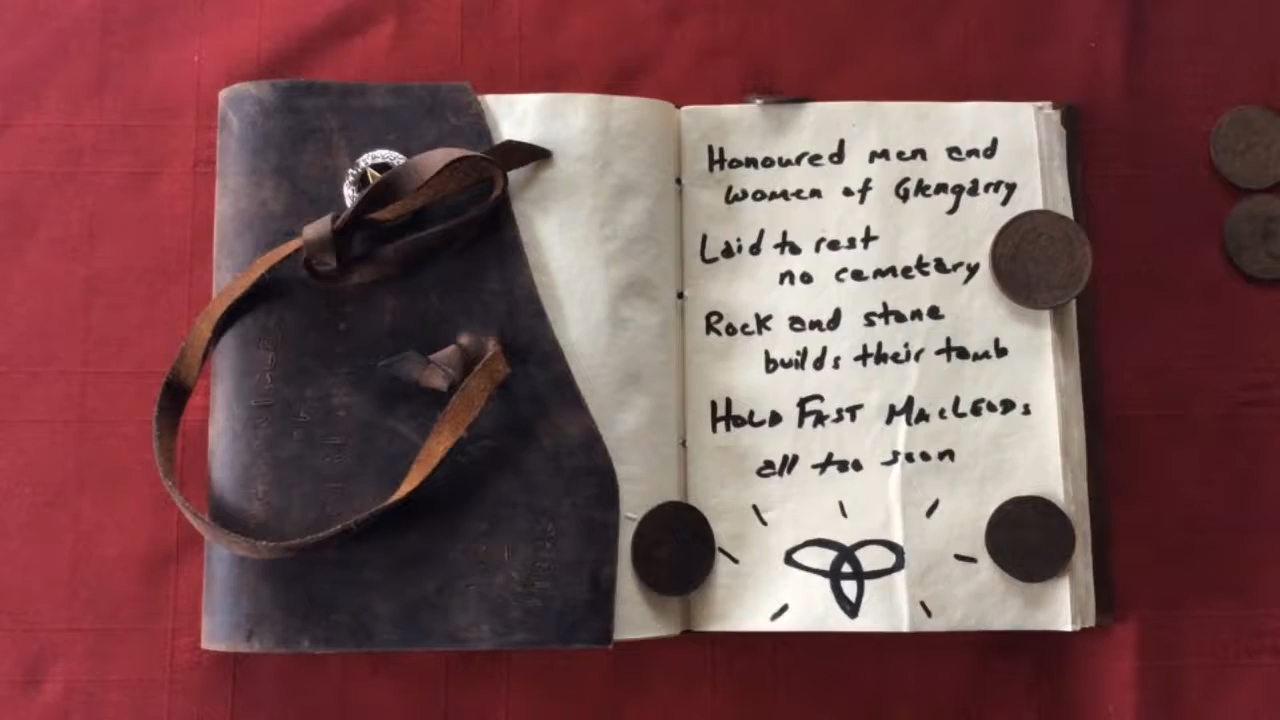 Honoured men and
women of Glengarry
Laid to rest
no cemetary
Rock and stone
builds their tomb
HOLD FAST MacLEODs
all too soon